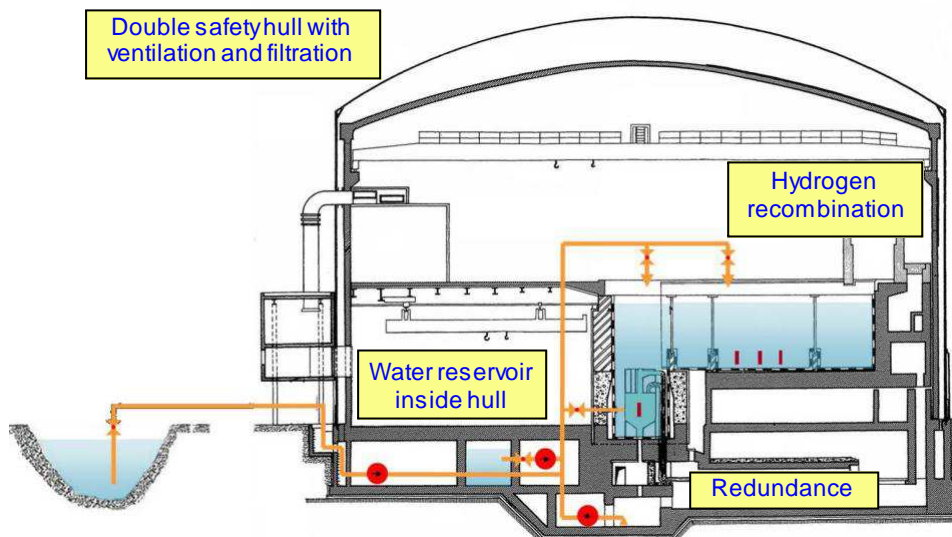 Double safety hull with
ventilation and filtration
Hydrogen
recombination
Water reservoir
inside hull
Redundance